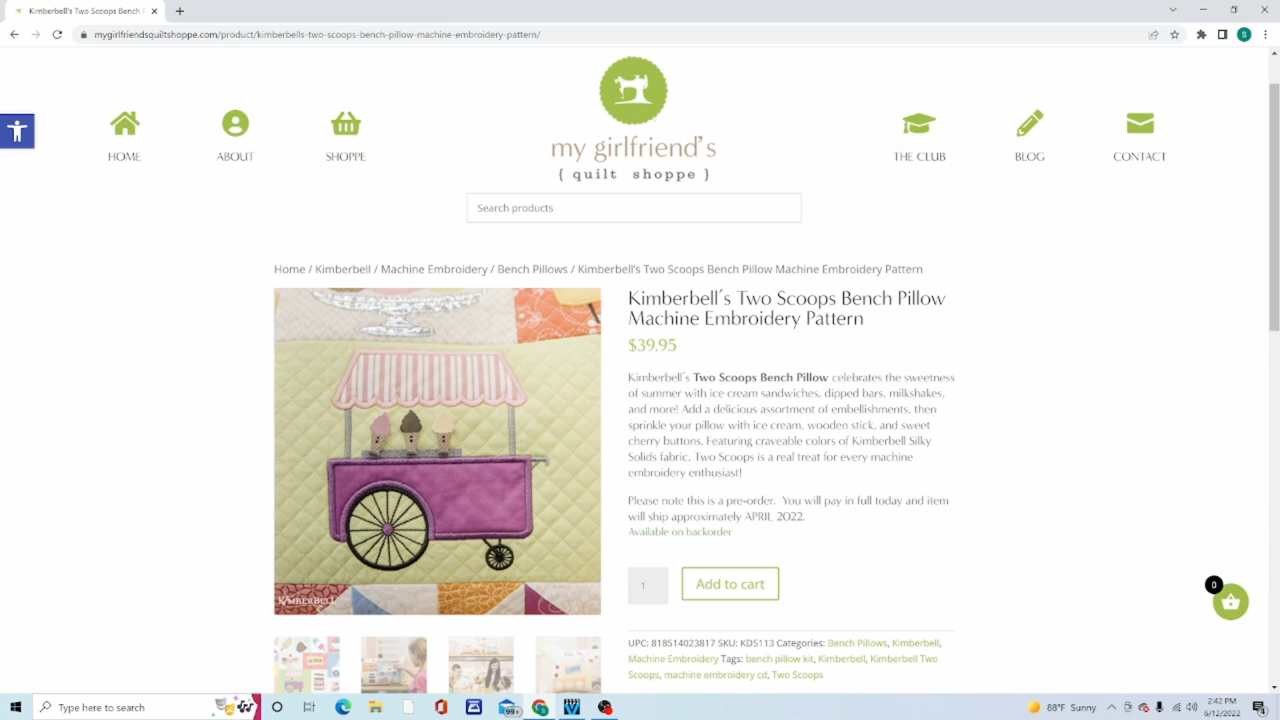 Kimberbell's Two Scoops Bench P
mygirlfriendsquiltshoppe.com/product/kimberbells-two-scoops-bench-pillow-machine-embroidery-pattern/
S
HOME
ABOUT
SHOPPE
my girlfriend's
{ quilt shoppe }
THE CLUB
BLOG
CONTACT
Search products
Home / Kimberbell / Machine Embroidery / Bench Pillows / Kimberbell's Two Scoops Bench Pillow Machine Embroidery Pattern
KIMBERBELL
Kimberbell's Two Scoops Bench Pillow
Machine Embroidery Pattern
$39.95
Kimberbell's Two Scoops Bench Pillow celebrates the sweetness
of summer with ice cream sandwiches, dipped bars, milkshakes,
and more! Add a delicious assortment of embellishments, then
sprinkle your pillow with ice cream, wooden stick, and sweet
cherry buttons. Featuring craveable colors of Kimberbell Silky
Solids fabric, Two Scoops is a real treat for every machine
embroidery enthusiast!
Please note this is a pre-order. You will pay in full today and item
will ship approximately APRIL 2022.
Available on backorder
1
Add to cart
0
UPC: 818514023817 SKU: KD5113 Categories: Bench Pillows, Kimberbell,
Machine Embroidery Tags: bench pillow kit, Kimberbell, Kimberbell Two
Scoops, machine embroidery cd, Two Scoops
Type here to search
99+
88°F Sunny
2:42 PM
6/12/2022